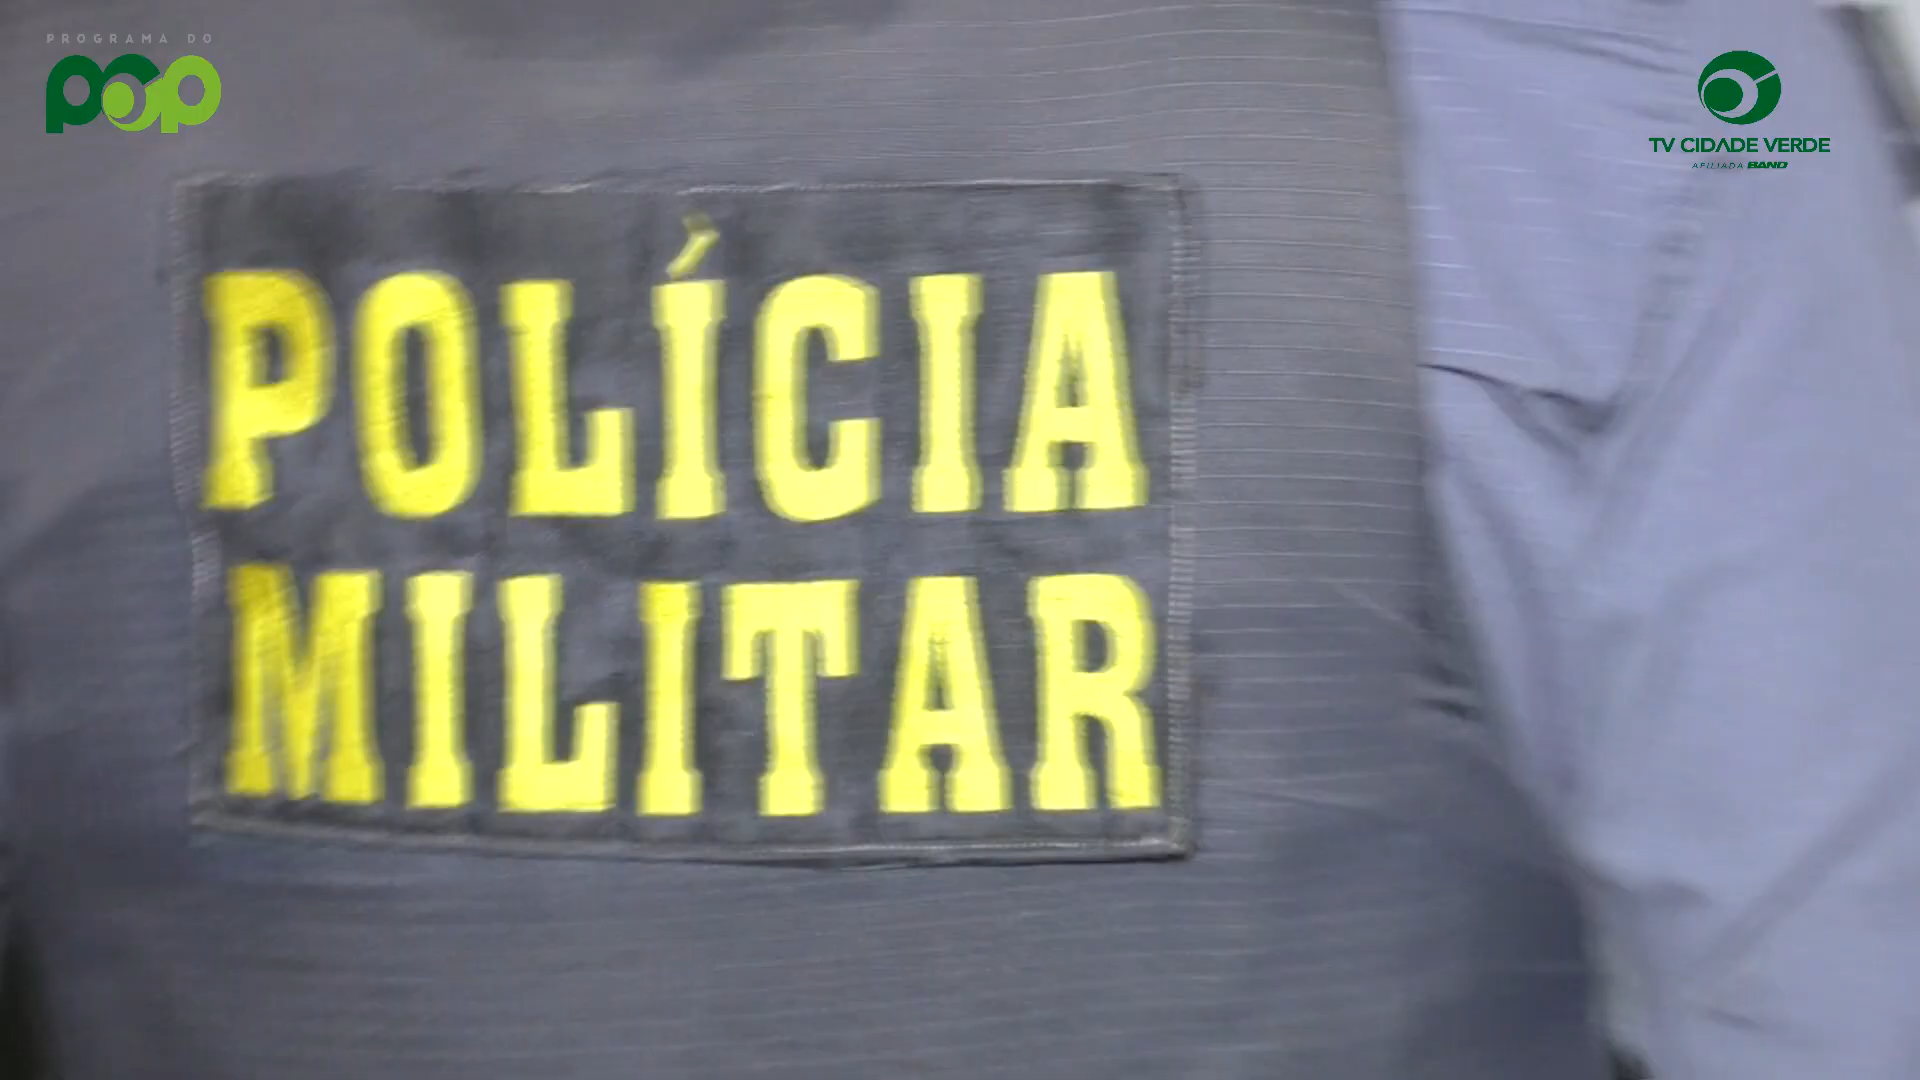 PROGRAMA DO
POP
TV CIDADE VERDE
AFILIADA BAND
POLÍCIA
MILITAR